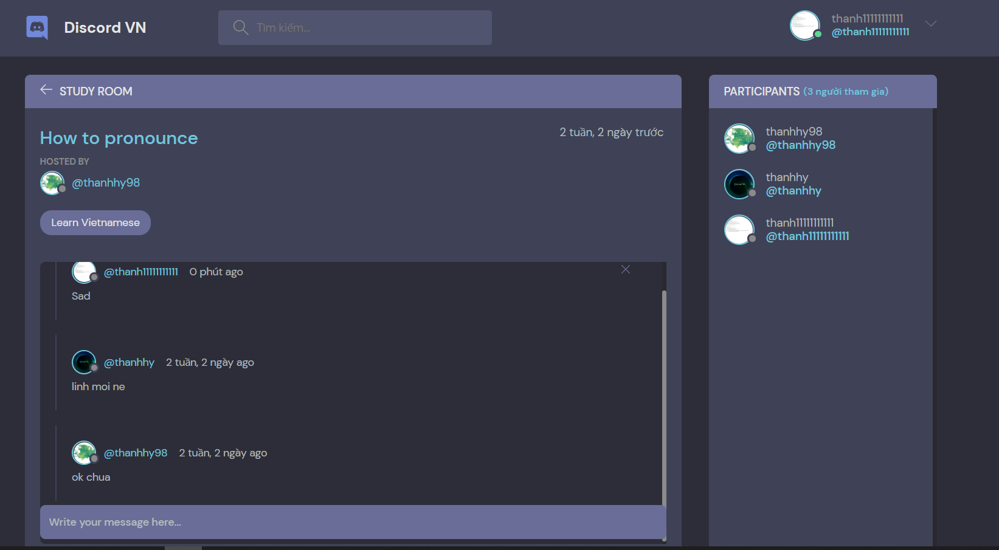 Discord VN
Tìm kiếm...
thanh11111111111
@thanh11111111111
STUDY ROOM
How to pronounce
2 tuần, 2 ngày trước
HOSTED BY
@thanhhy98
Learn Vietnamese
@thanh11111111111 0 phút ago
Sad
@thanhhy 2 tuần, 2 ngày ago
linh moi ne
@thanhhy98 2 tuần, 2 ngày ago
ok chua
Write your message here...
PARTICIPANTS (3 người tham gia)
thanhhy98
@thanhhy98
thanhhy
@thanhhy
thanh11111111111
@thanh11111111111